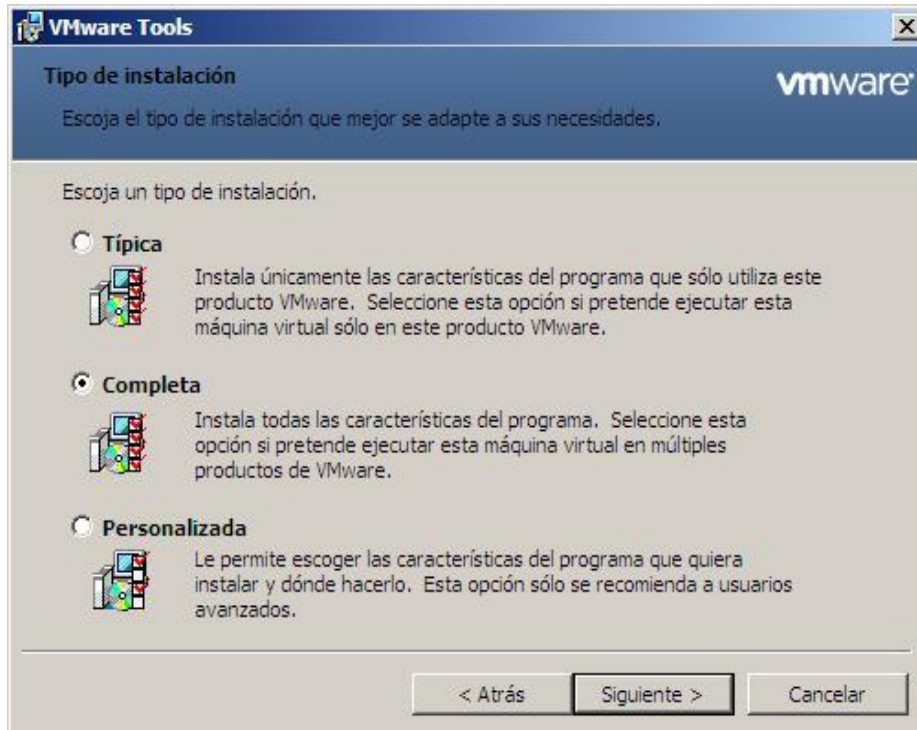 VMware Tools
Tipo de instalación
vmware
Escoja el tipo de instalación que mejor se adapte a sus necesidades.
Escoja un tipo de instalación.
Típica
Instala únicamente las características del programa que sólo utiliza este
producto VMware. Seleccione esta opción si pretende ejecutar esta
máquina virtual sólo en este producto VMware.
Completa
Instala todas las características del programa. Seleccione esta
opción si pretende ejecutar esta máquina virtual en múltiples
productos de VMware.
Personalizada
Le permite escoger las características del programa que quiera
instalar y dónde hacerlo. Esta opción sólo se recomienda a usuarios
avanzados.
< Atrás
Siguiente >
Cancelar